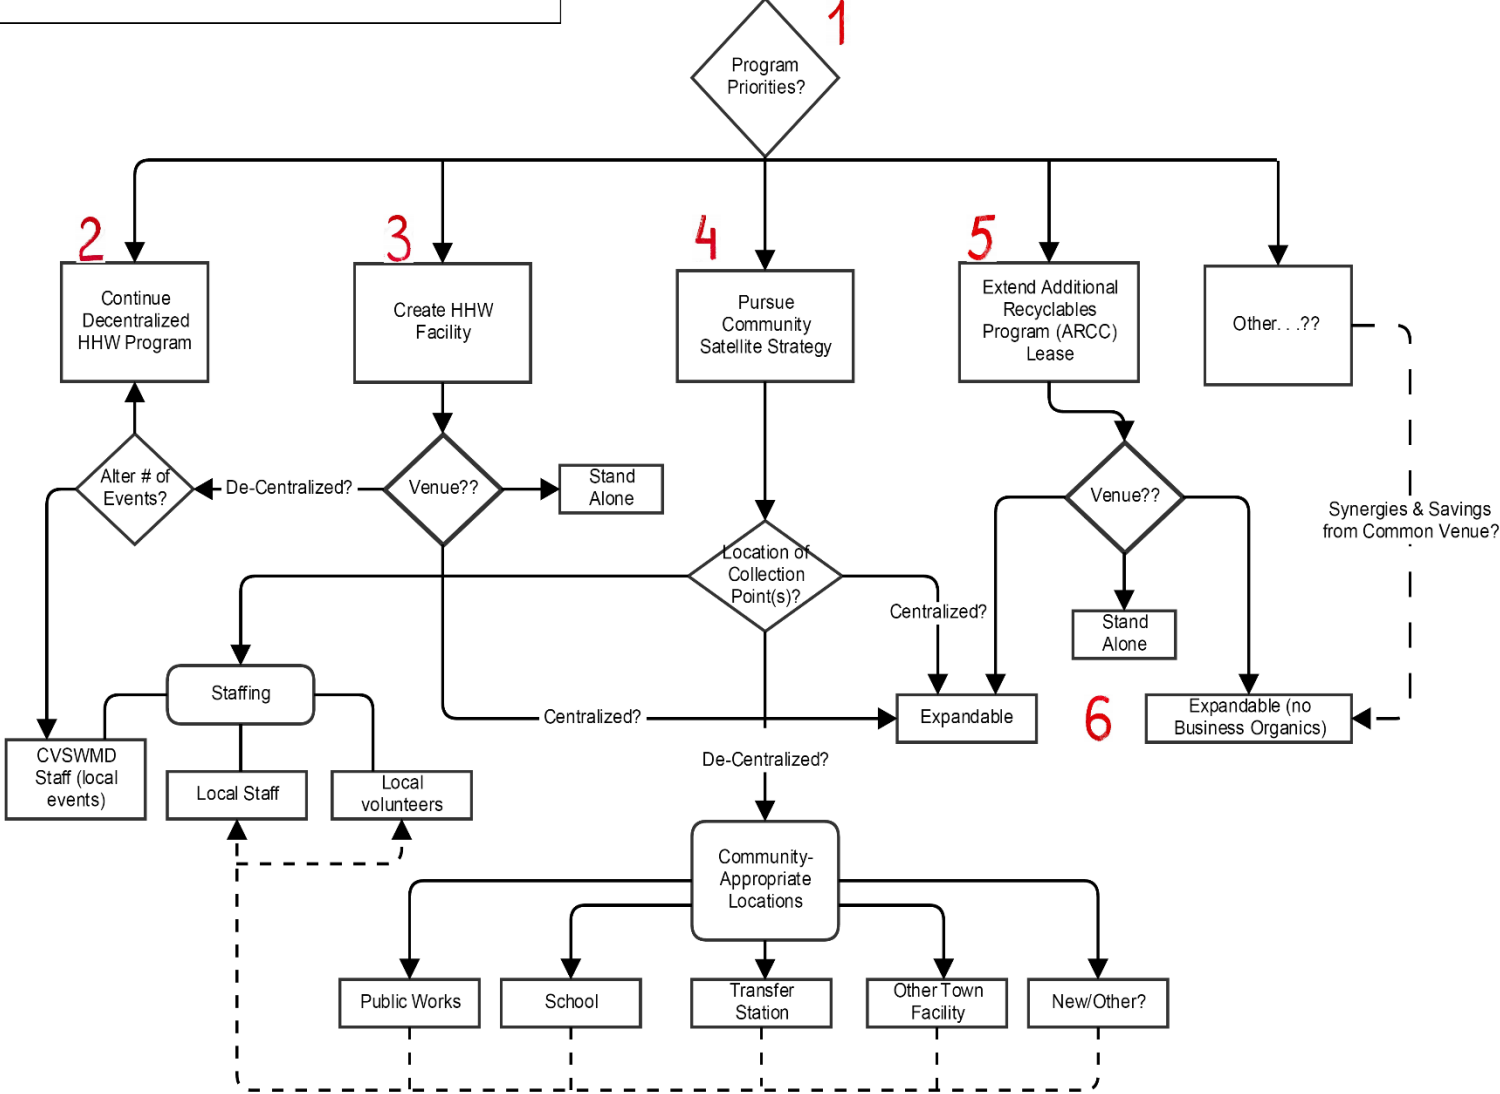 1
Program
Priorities?
2
3
4
5
Continue
Decentralized
HHW Program
Create HHW
Facility
Pursue
Community
Satellite Strategy
Extend Additional
Recyclables
Program (ARCC)
Lease
Other. . .??
Alter # of
Events?
De-Centralized?
Venue??
Stand
Alone
Venue??
Synergies & Savings
from Common Venue?
Location of
Collection
Point(s)?
Centralized?
Stand
Alone
Staffing
Centralized?
Expandable
6
Expandable (no
Business Organics)
CVSWMD
Staff (local
events)
Local Staff
Local
volunteers
De-Centralized?
Community-
Appropriate
Locations
Public Works
School
Transfer
Station
Other Town
Facility
New/Other?